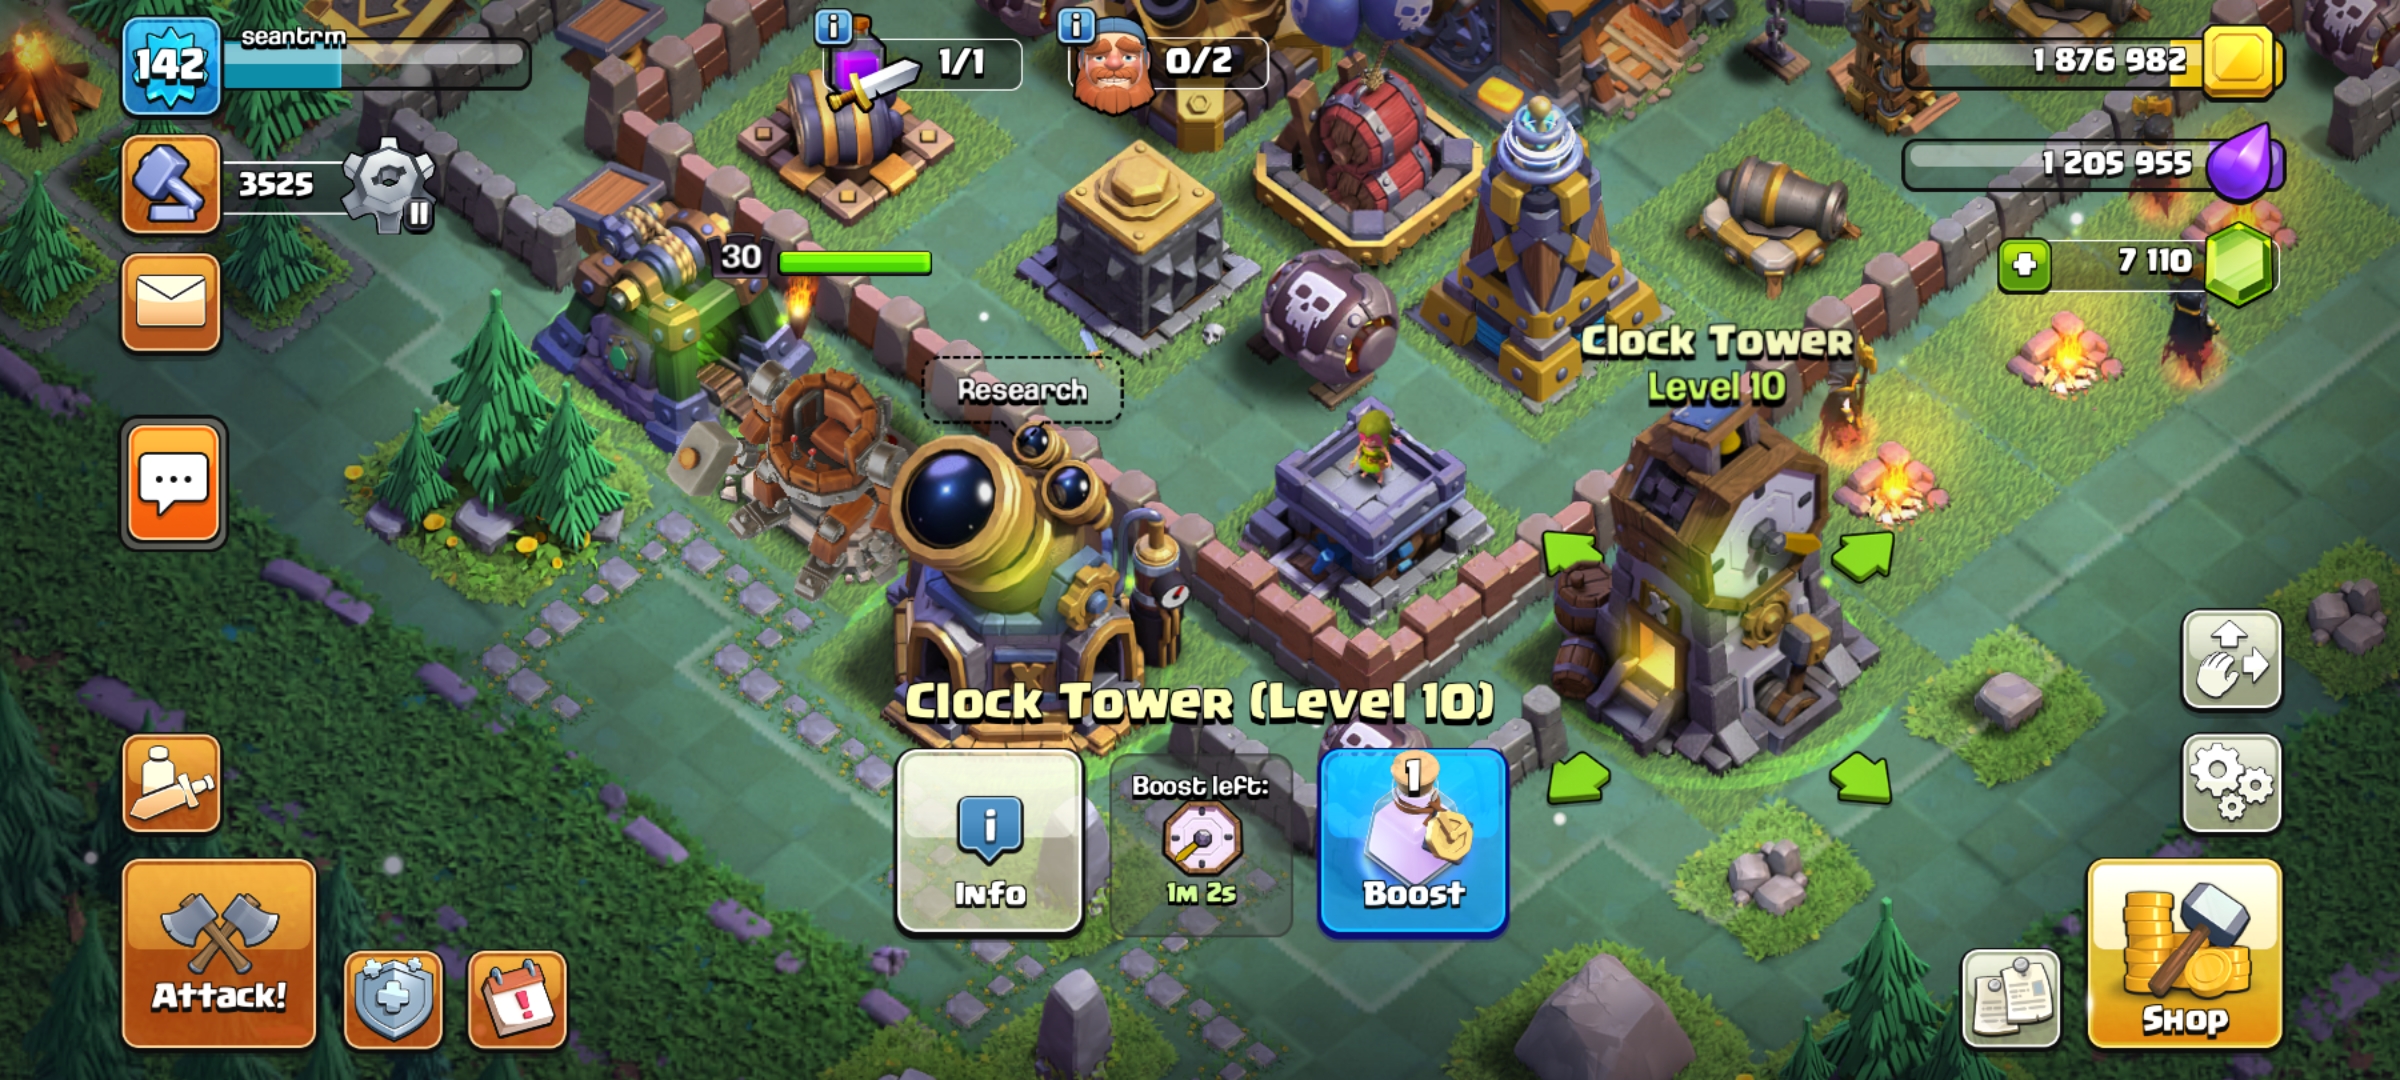 142
seantrm
1/1
0/2
1 876 982
3525
1 205 955
30
7 110
Clock Tower
Level 10
Research
Clock Tower (Level 10)
Info
Boost left:
1M 2s
1
Boost
Attack!
Shop